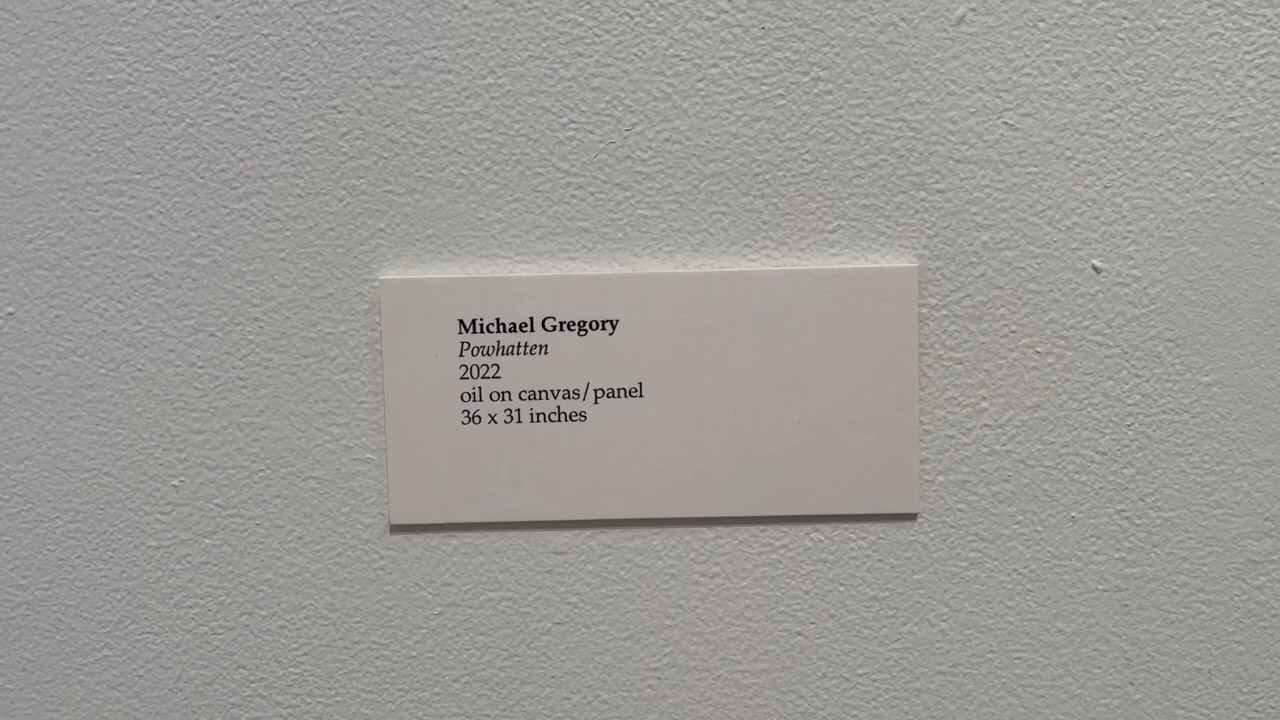 Michael Gregory
Powhatten
2022
oil on canvas/panel
36 x 31 inches